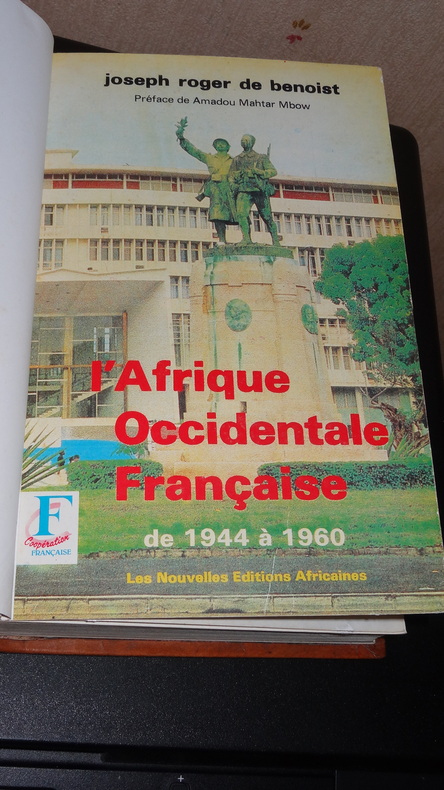 joseph roger de benoist
Préface de Amadou Mahtar Mbow
l'Afrique
Occidentale
Française
de 1944 à 1960
F
Coopération
FRANÇAISE
Les Nouvelles Editions Africaines